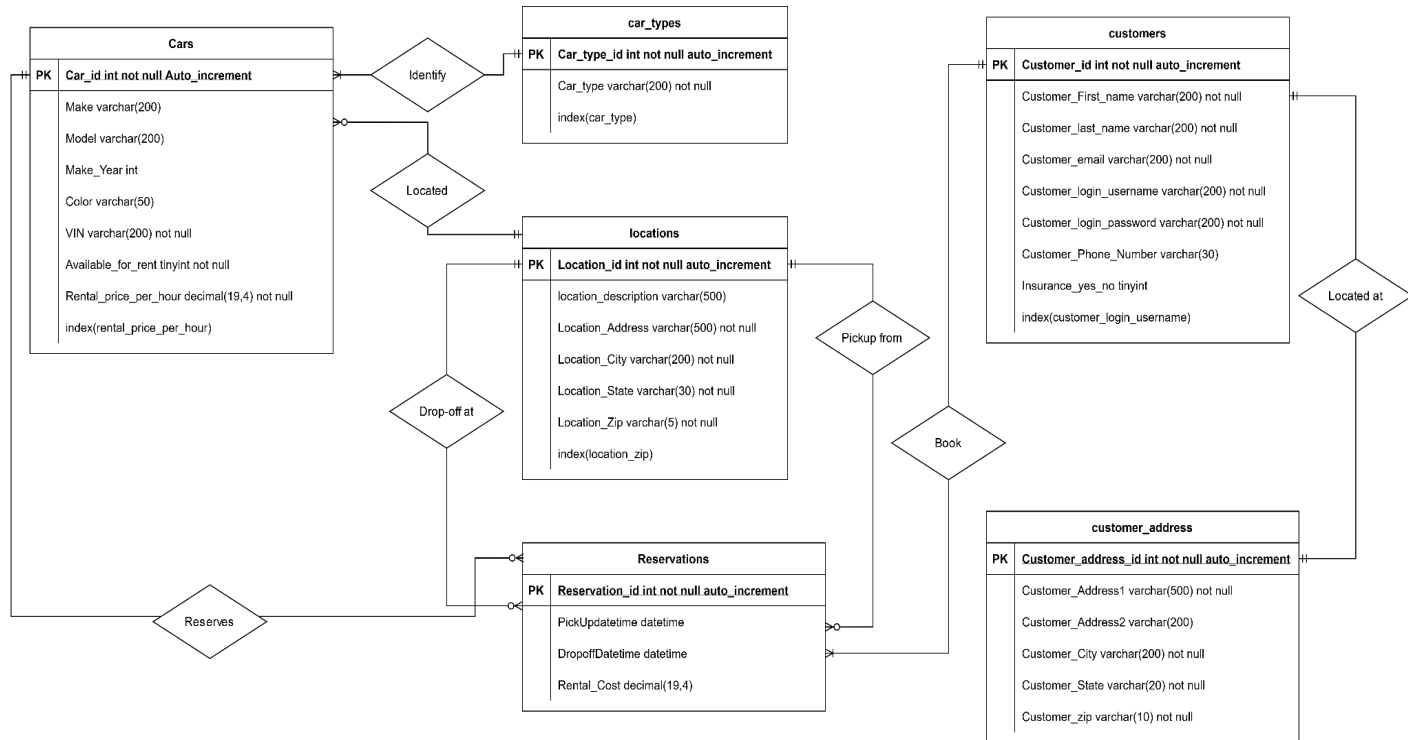 Cars
PK Car_id int not null Auto_increment
Make varchar(200)
Model varchar(200)
Make_Year int
Color varchar(50)
VIN varchar(200) not null
Available_for_rent tinyint not null
Rental_price_per_hour decimal(19,4) not null
index(rental_price_per_hour)
Identify
Located
car_types
PK Car_type_id int not null auto_increment
Car_type varchar(200) not null
index(car_type)
locations
PK Location_id int not null auto_increment
location_description varchar(500)
Location_Address varchar(500) not null
Location_City varchar(200) not null
Location_State varchar(30) not null
Location_Zip varchar(5) not null
index(location_zip)
Drop-off at
Pickup from
customers
PK Customer_id int not null auto_increment
Customer_First_name varchar(200) not null
Customer_last_name varchar(200) not null
Customer_email varchar(200) not null
Customer_login_username varchar(200) not null
Customer_login_password varchar(200) not null
Customer_Phone_Number varchar(30)
Insurance_yes_no tinyint
index(customer_login_username)
Located at
Book
Reserves
Reservations
PK Reservation_id int not null auto_increment
PickUpdatetime datetime
DropoffDatetime datetime
Rental_Cost decimal(19,4)
customer_address
PK Customer_address_id int not null auto_increment
Customer_Address1 varchar(500) not null
Customer_Address2 varchar(200)
Customer_City varchar(200) not null
Customer_State varchar(20) not null
Customer_zip varchar(10) not null